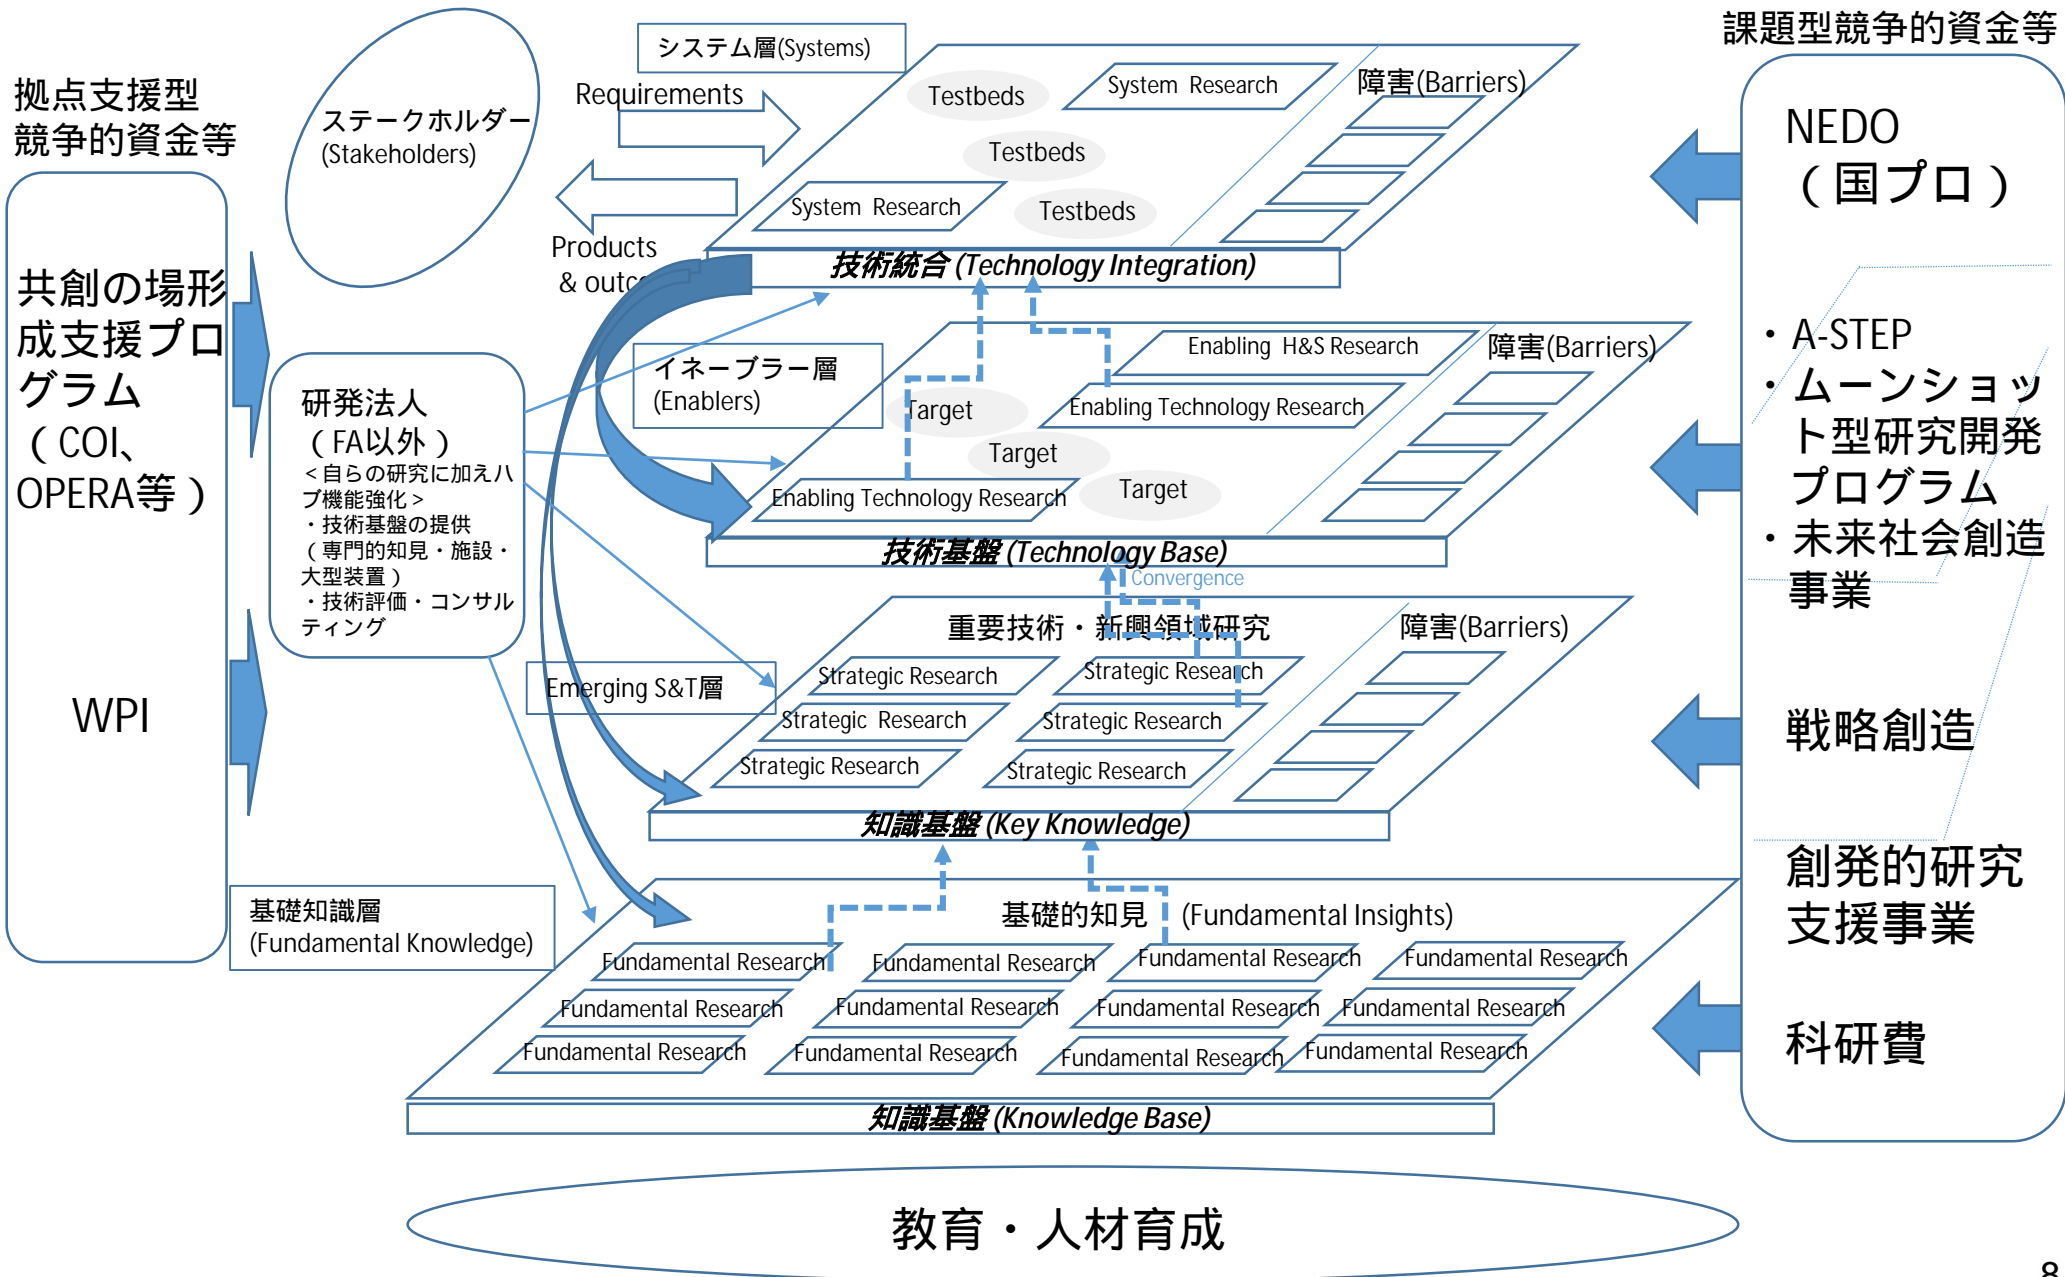 課題型競争的資金等
拠点支援型
競争的資金等
共創の場形
成支援プロ
グラム
（COI、
OPERA等）
WPI
ステークホルダー
(Stakeholders)
Requirements
Products
& outc
システム層(Systems)
Testbeds
System Research
障害(Barriers)
Testbeds
System Research
Testbeds
技術統合 (Technology Integration)
研発法人
（FA以外）
＜自らの研究に加えハ
ブ機能強化＞
・技術基盤の提供
（専門的知見・施設・
大型装置）
・技術評価・コンサル
ティング
イネーブラー層
(Enablers)
Enabling H&S Research
障害(Barriers)
Target
Enabling Technology Research
Target
Enabling Technology Research
Target
技術基盤 (Technology Base)
Convergence
Emerging S&T層
重要技術・新興領域研究
障害(Barriers)
Strategic Research
Strategic Research
Strategic Research
Strategic Research
Strategic Research
Strategic Research
知識基盤 (Key Knowledge)
基礎知識層
(Fundamental Knowledge)
基礎的知見 (Fundamental Insights)
Fundamental Research
Fundamental Research
Fundamental Research
Fundamental Research
Fundamental Research
Fundamental Research
Fundamental Research
Fundamental Research
Fundamental Research
Fundamental Research
Fundamental Research
Fundamental Research
知識基盤 (Knowledge Base)
NEDO
（国プロ）
・A-STEP
・ムーンショッ
ト型研究開発
プログラム
・未来社会創造
事業
戦略創造
創発的研究
支援事業
科研費
教育・人材育成
8